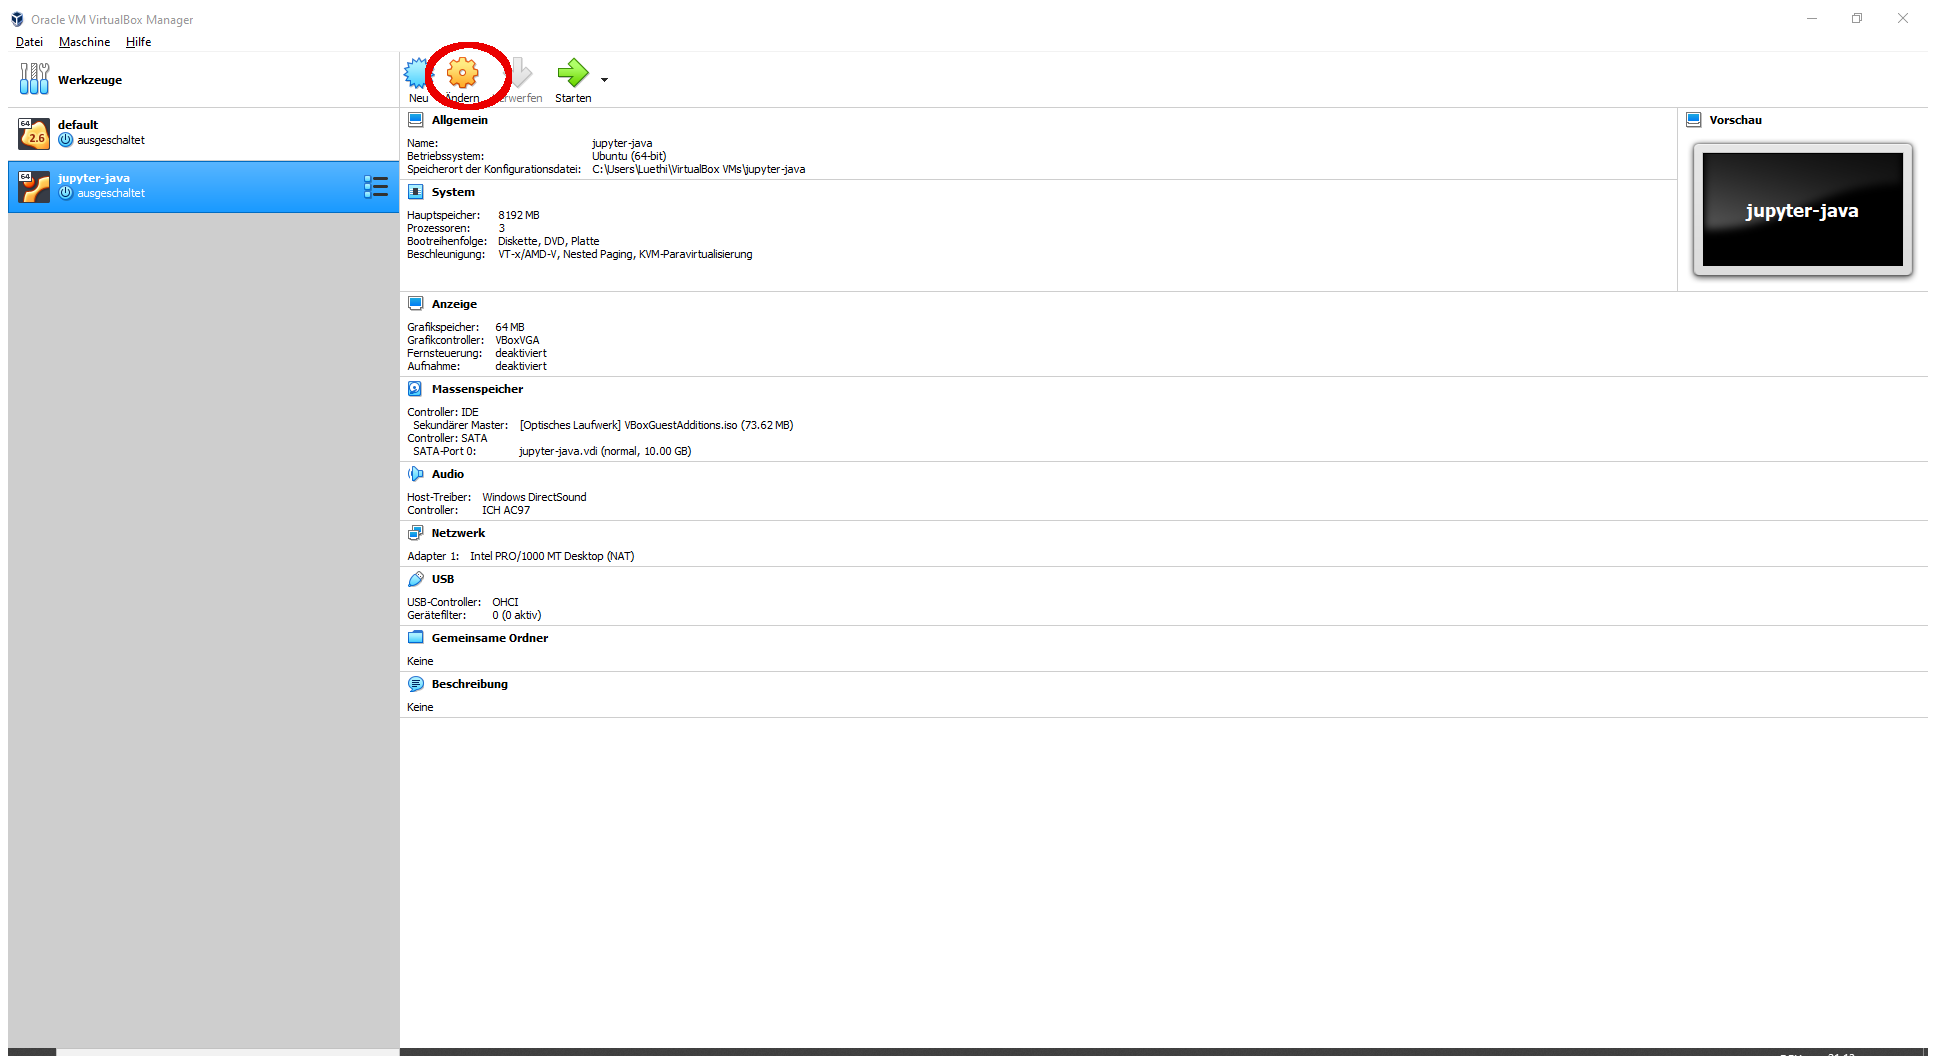 Oracle VM VirtualBox Manager
Datei Maschine Hilfe
Werkzeuge
Neu Ändern Starten
64
2.6
default
ausgeschaltet
64
jupyter-java
ausgeschaltet
Allgemein
Name: jupyter-java
Betriebssystem: Ubuntu (64-bit)
Speicherort der Konfigurationsdatei: C:\Users\Luethi\VirtualBox VMs\jupyter-java
System
Hauptspeicher: 8192 MB
Prozessoren: 3
Bootreihenfolge: Diskette, DVD, Platte
Beschleunigung: VT-x/AMD-V, Nested Paging, KVM-Paravirtualisierung
Vorschau
jupyter-java
Anzeige
Grafikspeicher: 64 MB
Grafikcontroller: VBoxVGA
Fernsteuerung: deaktiviert
Aufnahme: deaktiviert
Massenspeicher
Controller: IDE
Sekundärer Master: [Optisches Laufwerk] VBoxGuestAdditions.iso (73.62 MB)
Controller: SATA
SATA-Port 0: jupyter-java.vdi (normal, 10.00 GB)
Audio
Host-Treiber: Windows DirectSound
Controller: ICH AC97
Netzwerk
Adapter 1: Intel PRO/1000 MT Desktop (NAT)
USB
USB-Controller: OHCI
Gerätefilter: 0 (0 aktiv)
Gemeinsame Ordner
Keine
Beschreibung
Keine